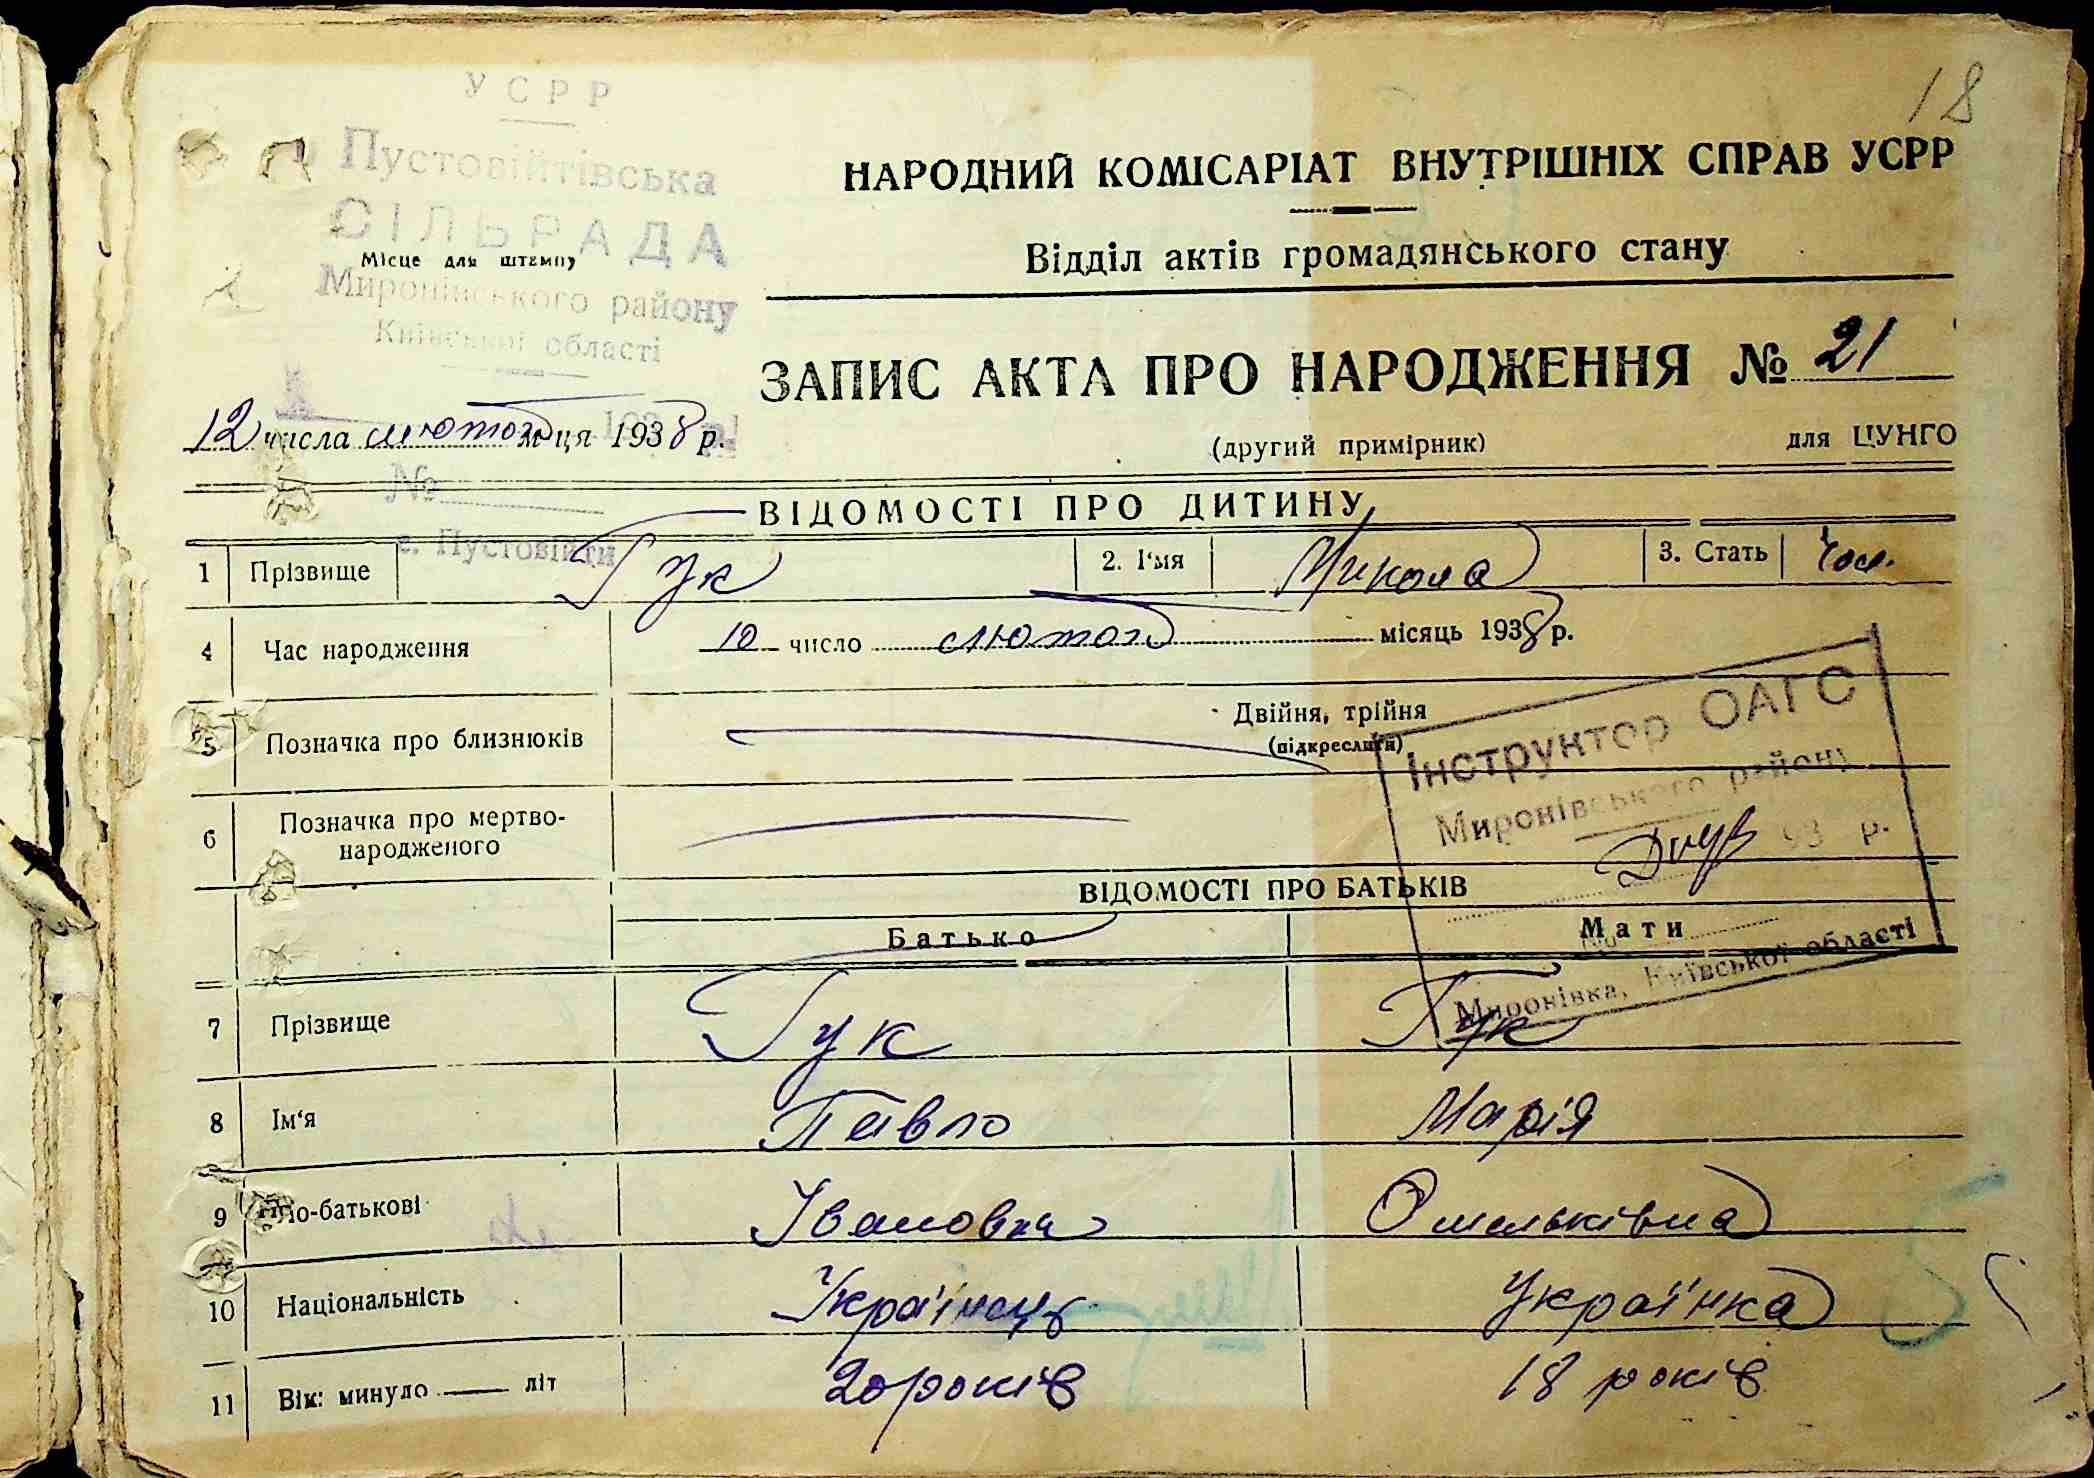 18
УСРР
Пустовійтівська
СІЛЬРАДА
Місце для штемпу
Миронівського району
Київської області
НАРОДНИЙ КОМІСАРІАТ ВНУТРІШНІХ СПРАВ УСРР
Відділ актів громадянського стану
ЗАПИС АКТА ПРО НАРОДЖЕННЯ № 21
12 числа лютого м-ця 1938 р.
(другий примірник) для ЦУНГО
№
с. Пустовійти
ВІДОМОСТІ ПРО ДИТИНУ
1 Прізвище Гук 2. Ім'я Микола 3. Стать Чол.
4 Час народження 10 число лютого місяць 1938 р.
5 Позначка про близнюків Двійня, трійня
(підкреслити)
Інструктор ОАГС
Миронівського району
93 р.
Миронівка, Київської області
6 Позначка про мертво-
народженого
ВІДОМОСТІ ПРО БАТЬКІВ
Батько Мати
7 Прізвище Гук Гук
8 Ім'я Павло Марія
9 По-батькові Іванович Омельківна
10 Національність Українець Українка
11 Вік: минуло літ 20 років 18 років